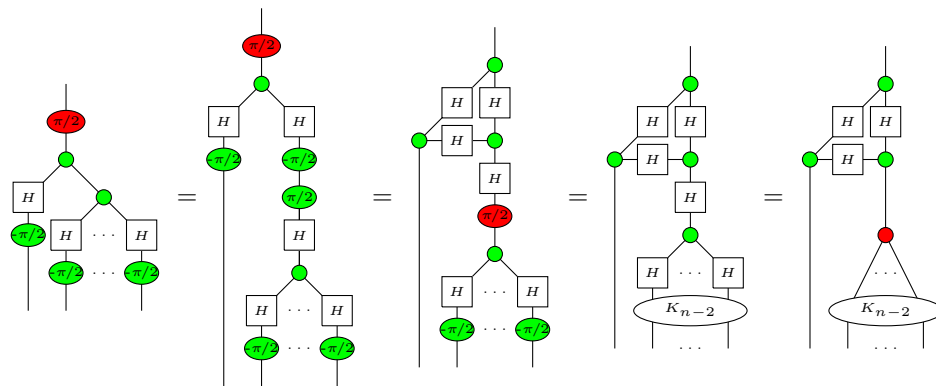 π/2
H
-π/2 H ··· H
-π/2 ··· -π/2
=
π/2
H H
-π/2 -π/2
π/2
H
H ··· H
-π/2 ··· -π/2
=
H H
H
H
π/2
H ··· H
-π/2 ··· -π/2
=
H H
H
H
H ··· H
K_{n-2}
···
=
H H
H
···
K_{n-2}
···